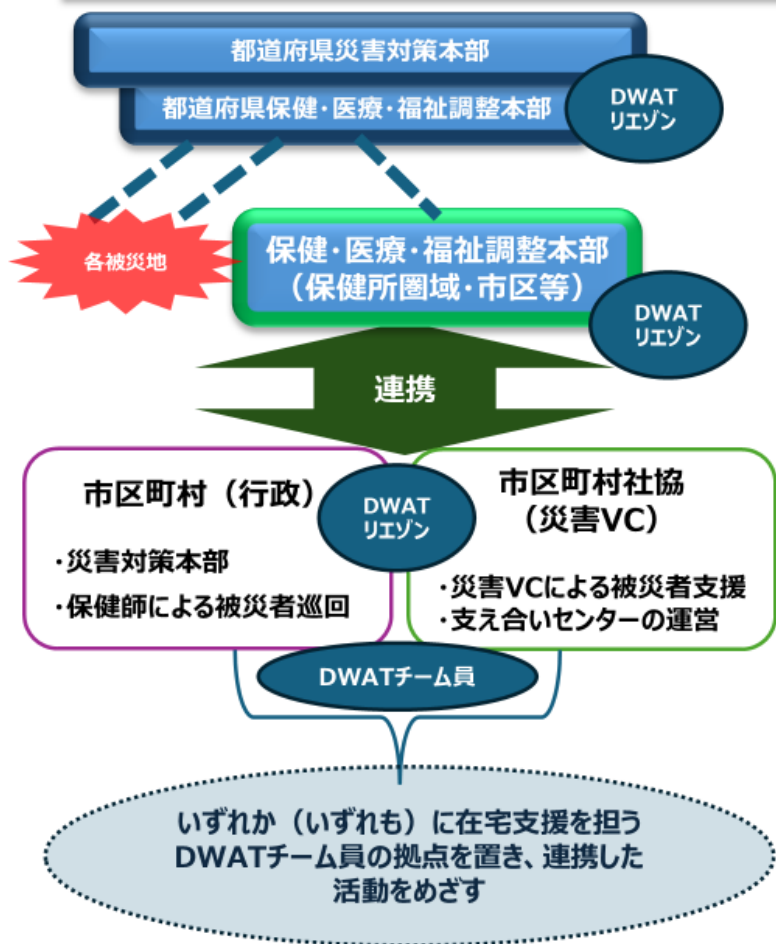 都道府県災害対策本部
都道府県保健・医療・福祉調整本部
DWAT
リエゾン
各被災地
保健・医療・福祉調整本部
（保健所圏域・市区等）
DWAT
リエゾン
連携
市区町村（行政）
・災害対策本部
・保健師による被災者巡回
DWAT
リエゾン
市区町村社協
（災害VC）
・災害VCによる被災者支援
・支え合いセンターの運営
DWATチーム員
いずれか（いずれも）に在宅支援を担う
DWATチーム員の拠点を置き、連携した
活動をめざす